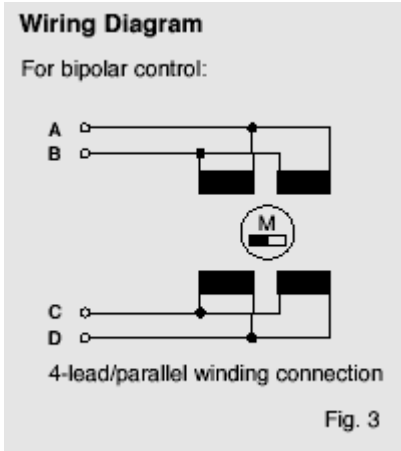 Wiring Diagram
For bipolar control:
A
B
M
C
D
4-lead/parallel winding connection
Fig. 3